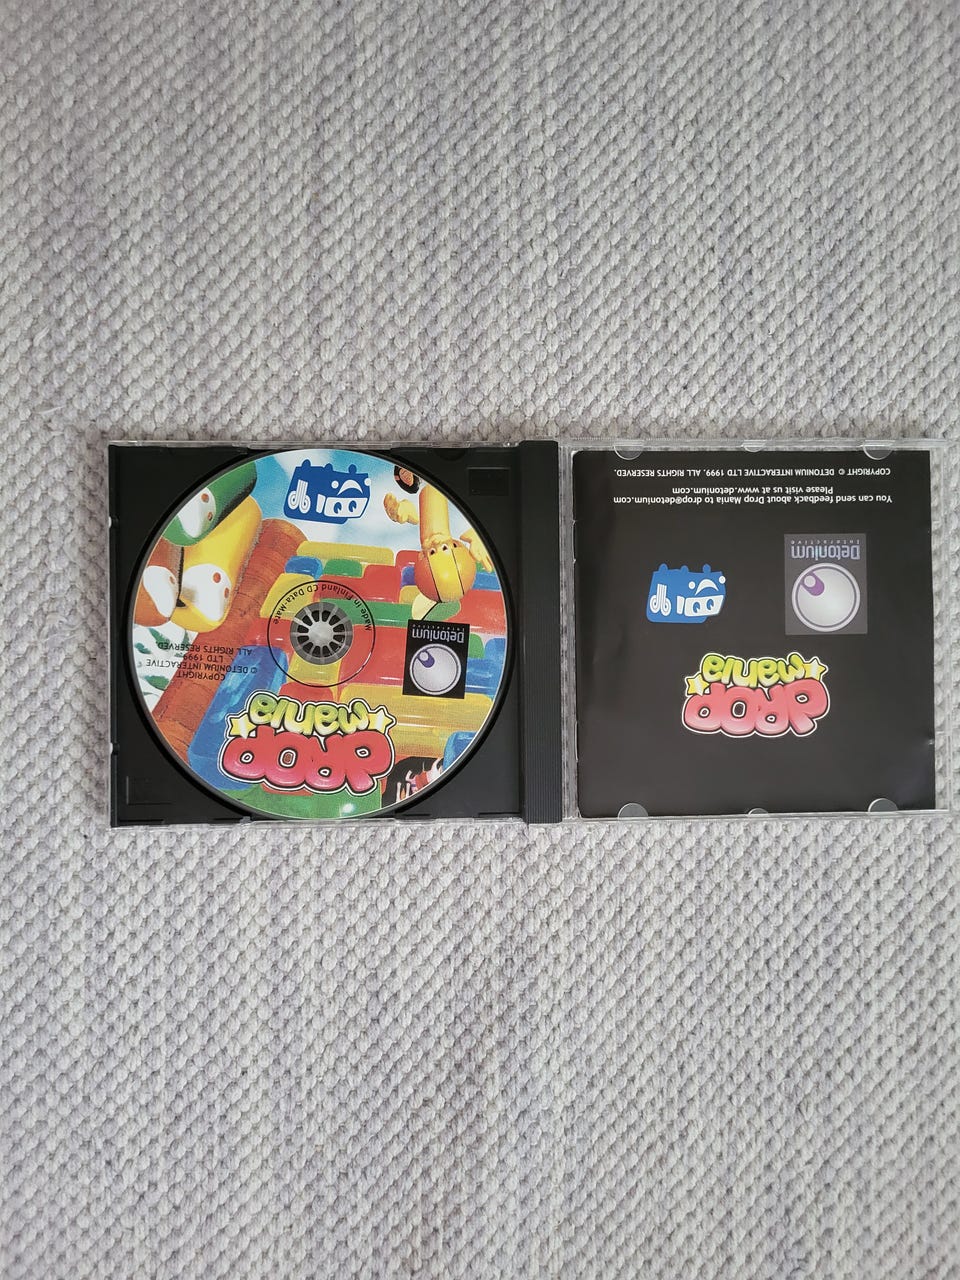 DROP
mania
Detonium
Interactive
COPYRIGHT
© DETONIUM INTERACTIVE
LTD 1999.
ALL RIGHTS RESERVED.
Made in Finland CD Data Mate
db
DROP
mania
Detonium
Interactive
db
You can send feedback about Drop Mania to drop@detonium.com
Please visit us at www.detonium.com
COPYRIGHT © DETONIUM INTERACTIVE LTD 1999. ALL RIGHTS RESERVED.